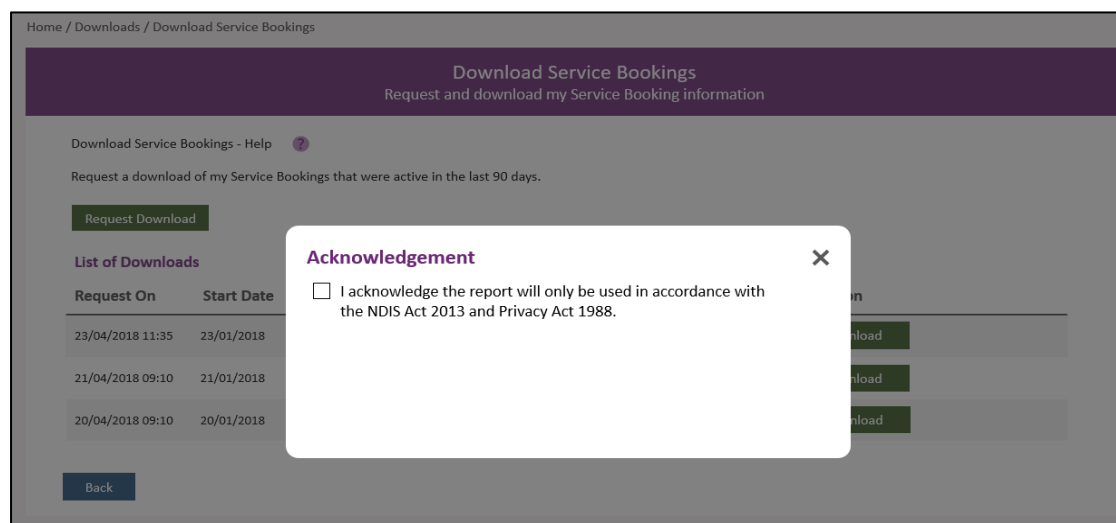 Home / Downloads / Download Service Bookings
Download Service Bookings
Request and download my Service Booking information
Download Service Bookings - Help ?
Request a download of my Service Bookings that were active in the last 90 days.
Request Download
List of Downloads
Acknowledgement
I acknowledge the report will only be used in accordance with
the NDIS Act 2013 and Privacy Act 1988.
Request On Start Date
23/04/2018 11:35 23/01/2018
21/04/2018 09:10 21/01/2018
20/04/2018 09:10 20/01/2018
Back